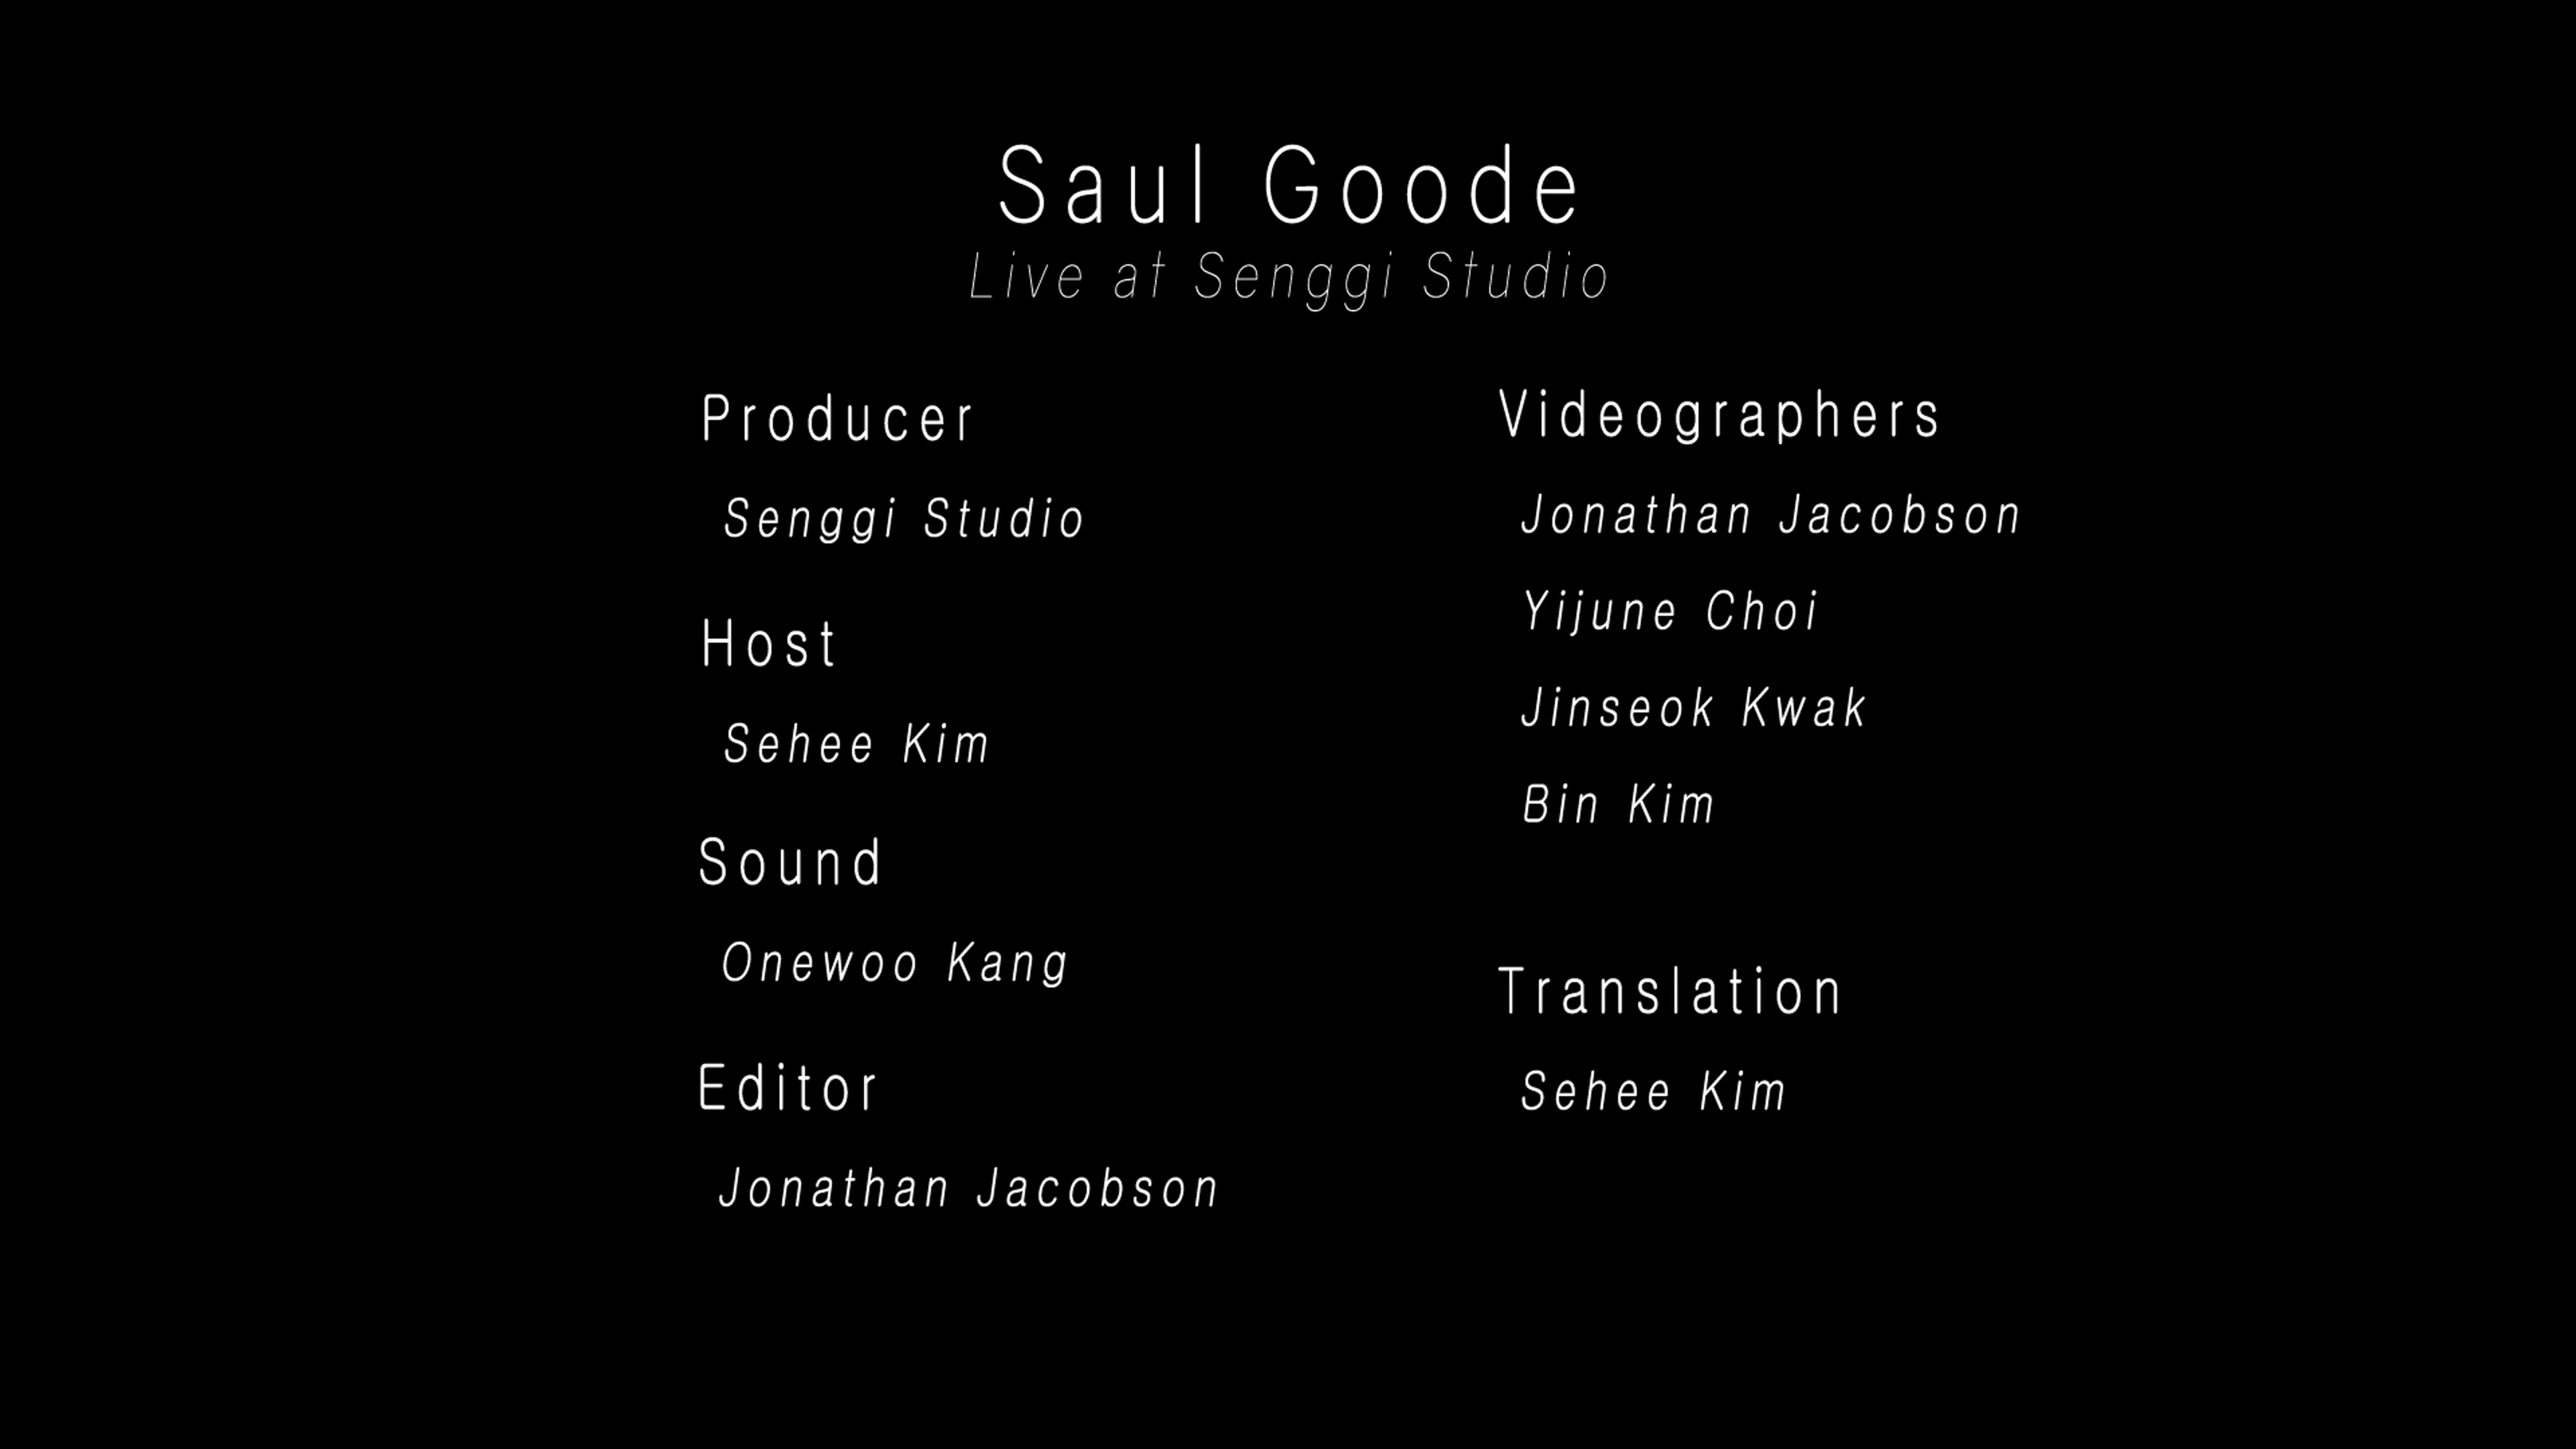 Saul Goode
Live at Senggi Studio
Producer
Senggi Studio
Host
Sehee Kim
Sound
Onewoo Kang
Editor
Jonathan Jacobson
Videographers
Jonathan Jacobson
Yijune Choi
Jinseok Kwak
Bin Kim
Translation
Sehee Kim